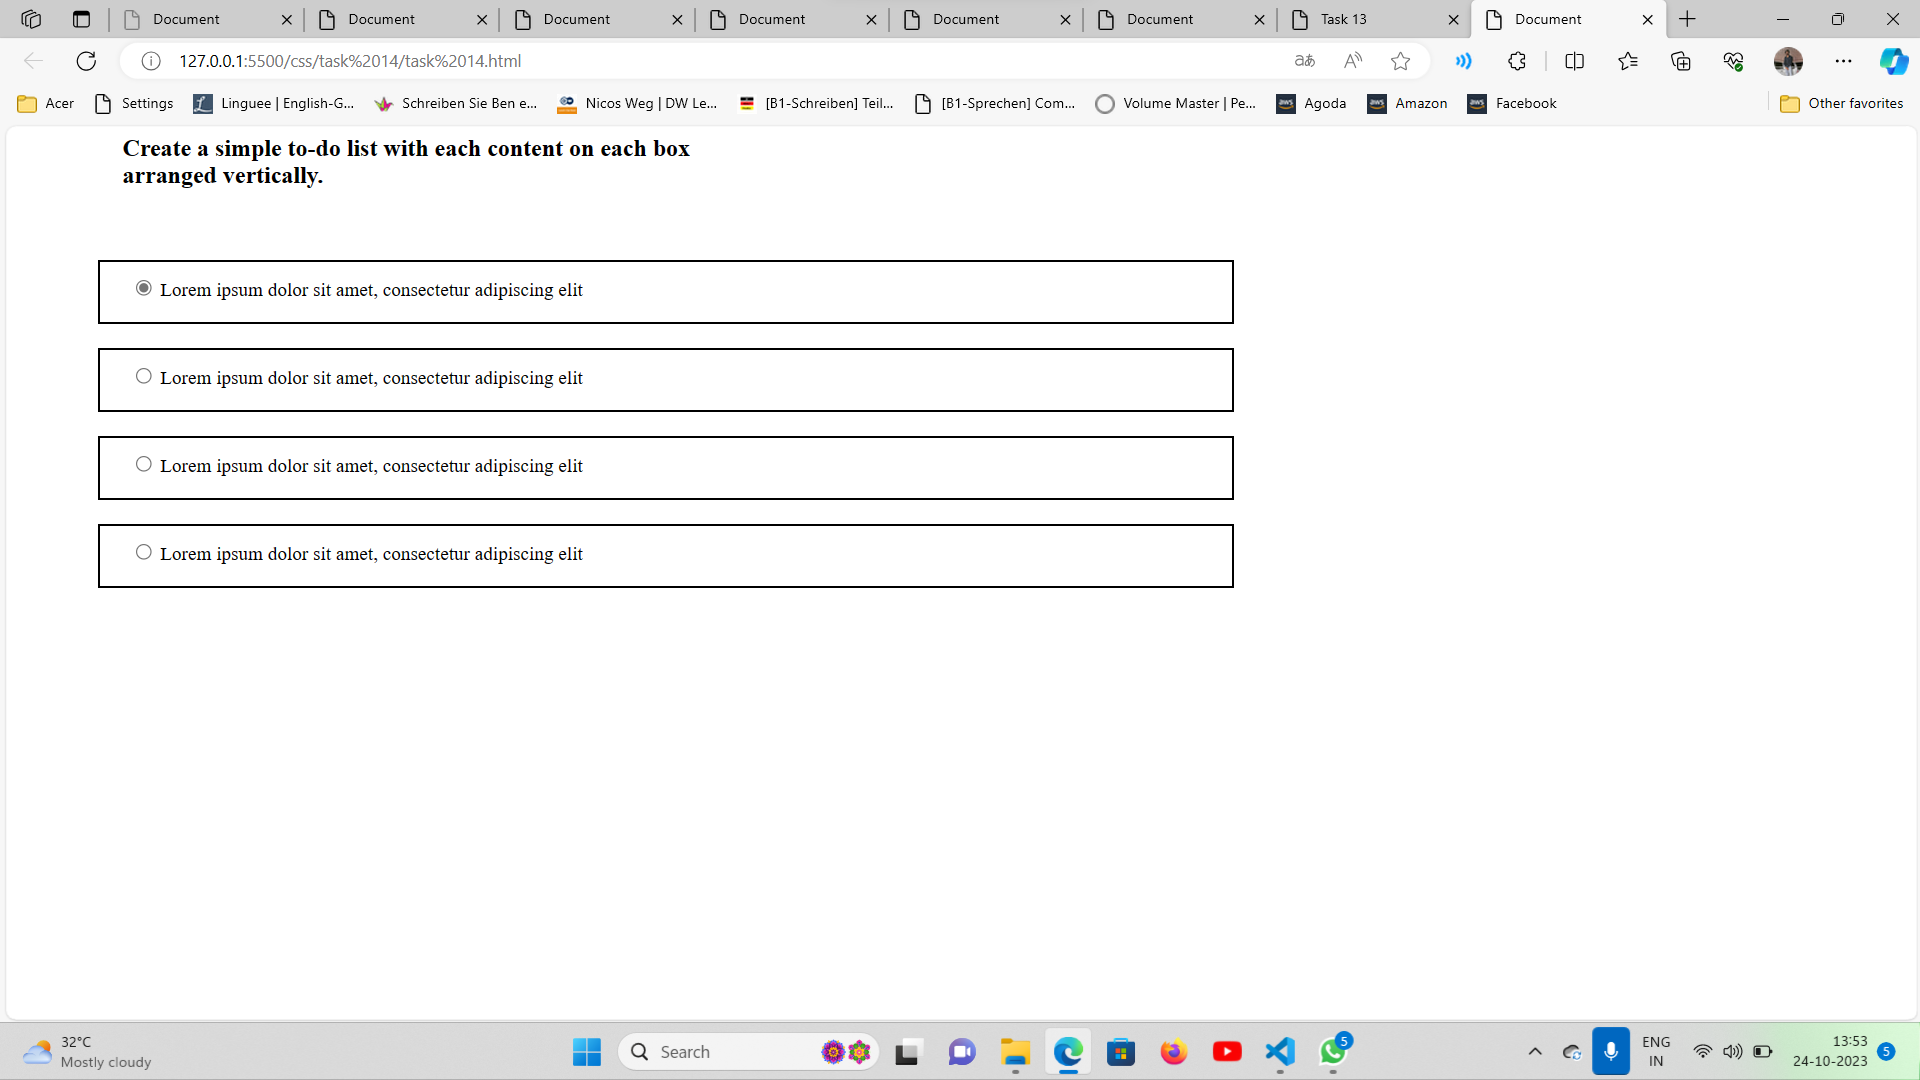 Document
Document
Document
Document
Document
Document
Task 13
Document
127.0.0.1:5500/css/task%2014/task%2014.html
Acer
Settings
Linguee | English-G...
Schreiben Sie Ben e...
Nicos Weg | DW Le...
[B1-Schreiben] Teil...
[B1-Sprechen] Com...
Volume Master | Pe...
Agoda
Amazon
Facebook
Other favorites
Create a simple to-do list with each content on each box
arranged vertically.
Lorem ipsum dolor sit amet, consectetur adipiscing elit
Lorem ipsum dolor sit amet, consectetur adipiscing elit
Lorem ipsum dolor sit amet, consectetur adipiscing elit
Lorem ipsum dolor sit amet, consectetur adipiscing elit
32°C
Mostly cloudy
Search
5
ENG
IN
13:53
24-10-2023
5